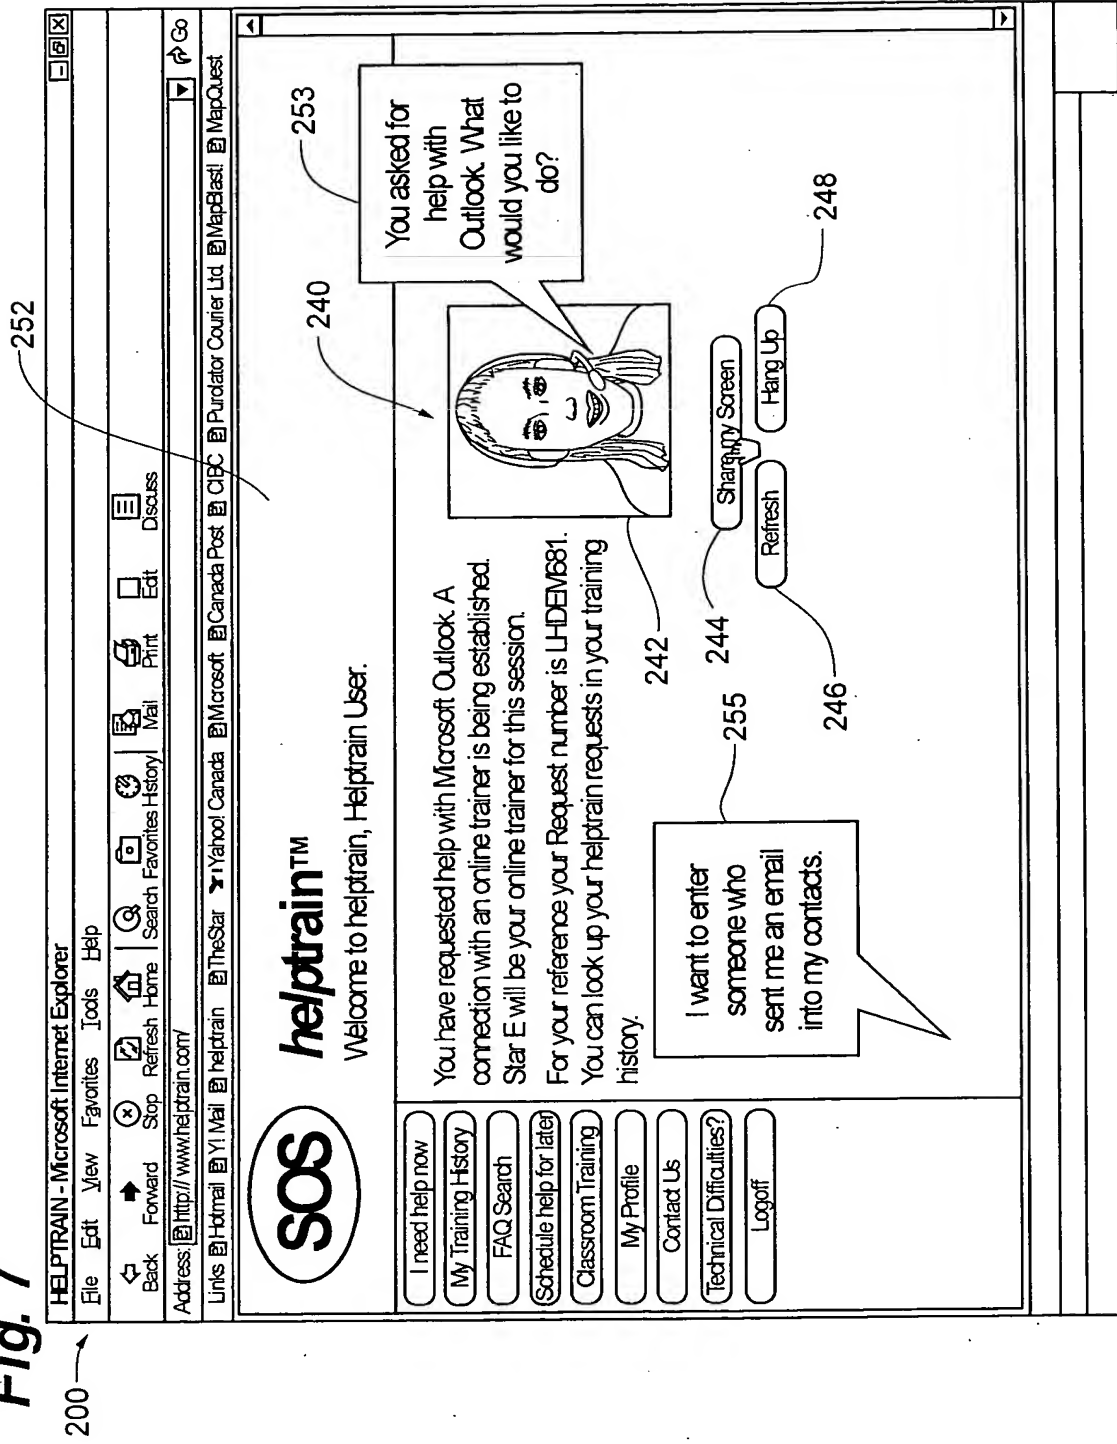 Fig. 7
200
252
HELPTRAIN - Microsoft Internet Explorer
File Edit View Favorites Tools Help
Back Forward Stop Refresh Home Search Favorites History Mail Print Edit Discuss
Address: http://www.helptrain.com/ Go
Links Hotmail Y! Mail helptrain TheStar Yahoo! Canada Microsoft Canada Post CIBC Purolator Courier Ltd. MapBlast! MapQuest
SOS
helptrain™
Welcome to helptrain, Helptrain User.
I need help now
My Training History
FAQ Search
Schedule help for later
Classroom Training
My Profile
Contact Us
Technical Difficulties?
Logoff
You have requested help with Microsoft Outlook. A
connection with an online trainer is being established.
Star E will be your online trainer for this session.
For your reference your Request number is LHDEM681.
You can look up your helptrain requests in your training
history.
240
253
You asked for
help with
Outlook. What
would you like to
do?
242
244
Share my Screen
246
Refresh
Hang Up
248
255
I want to enter
someone who
sent me an email
into my contacts.